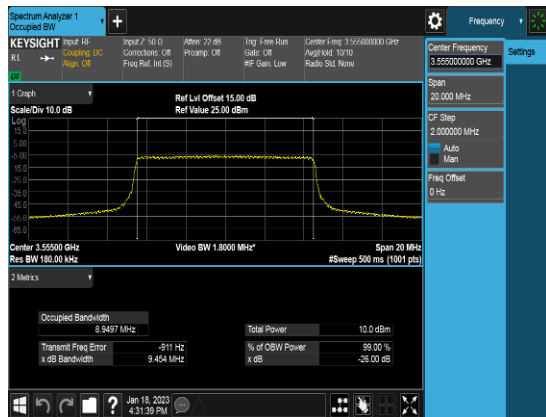 Spectrum Analyzer 1
Occupied BW
Frequency
KEYSIGHT Input: RF
RL
Coupling: DC
Align: Off
Input Z: 50 Ω
Corrections: Off
Freq Ref: Int (S)
Atten: 22 dB
Preamp: Off
Trig: Free Run
Gate: Off
#IF Gain: Low
Center Freq: 3.555000000 GHz
Avg|Hold: 10/10
Radio Std: None
Center Frequency
3.555000000 GHz
Settings
Span
20.000 MHz
CF Step
2.000000 MHz
Auto
Man
Freq Offset
0 Hz
1 Graph
Scale/Div 10.0 dB
Ref Lvl Offset 15.00 dB
Ref Value 25.00 dBm
Log
15.0
5.00
-5.00
-15.0
-25.0
-35.0
-45.0
-55.0
-65.0
Center 3.55500 GHz
Res BW 180.00 kHz
Video BW 1.8000 MHz*
Span 20 MHz
#Sweep 500 ms (1001 pts)
2 Metrics
Occupied Bandwidth
8.9497 MHz
Total Power 10.0 dBm
Transmit Freq Error -911 Hz
% of OBW Power 99.00 %
x dB Bandwidth 9.454 MHz
x dB -26.00 dB
Jan 18, 2023
4:31:39 PM